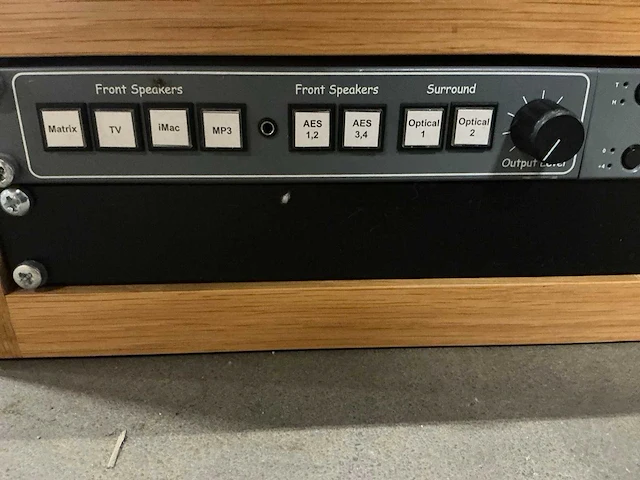 Front Speakers
Front Speakers
Surround
Matrix
TV
iMac
MP3
AES
1,2
AES
3,4
Optical
1
Optical
2
Output Level